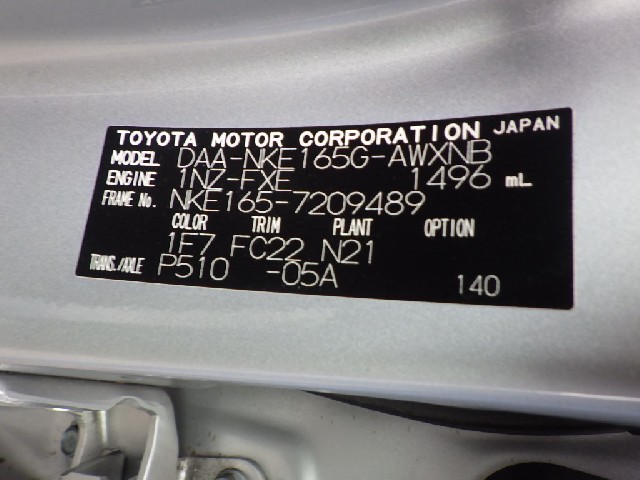 TOYOTA MOTOR CORPORATION JAPAN
MODEL DAA-NKE165G-AWXNB
ENGINE 1NZ-FXE 1496 mL
FRAME No. NKE165-7209489
COLOR TRIM PLANT OPTION
1F7 FC22 N21
TRANS./AXLE P510 -05A
140